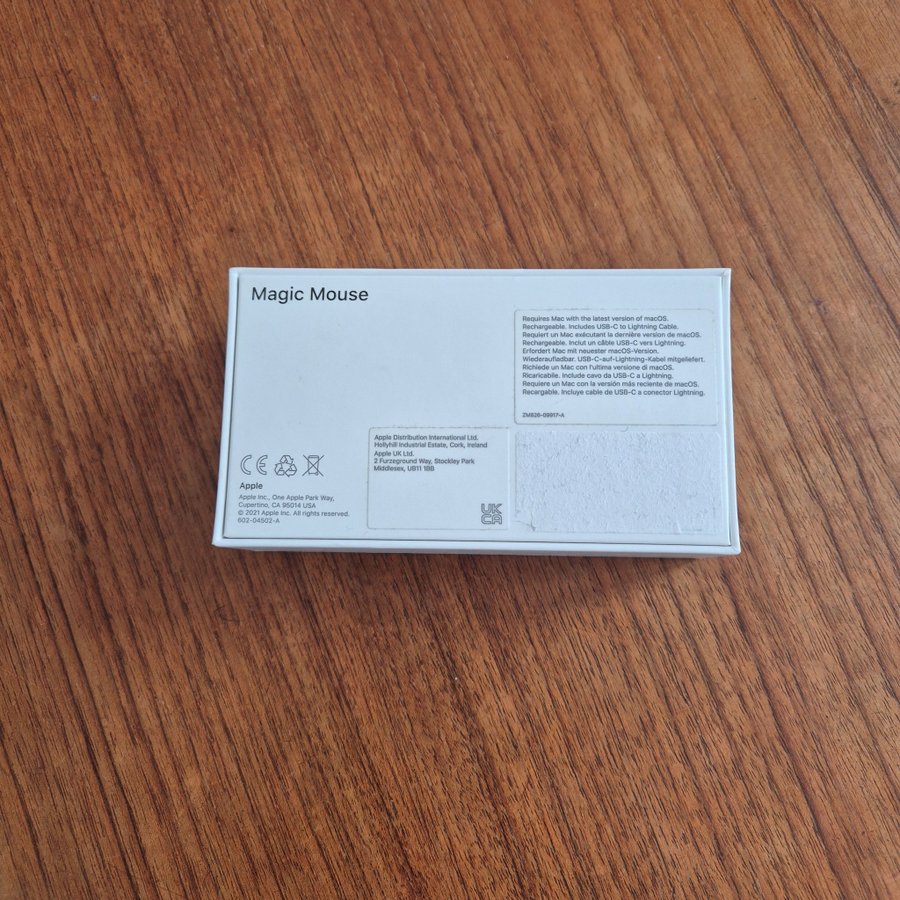 Magic Mouse
Requires Mac with the latest version of macOS.
Rechargeable. Includes USB-C to Lightning Cable.
Requiert un Mac exécutant la dernière version de macOS.
Rechargeable. Inclut un câble USB-C vers Lightning.
Erfordert Mac mit neuester macOS-Version.
Wiederaufladbar. USB-C-auf-Lightning-Kabel mitgeliefert.
Richiede un Mac con l'ultima versione di macOS.
Ricaricabile. Include cavo da USB-C a Lightning.
Requiere un Mac con la versión más reciente de macOS.
Recargable. Incluye cable de USB-C a conector Lightning.
ZM826-09917-A
Apple Distribution International Ltd.
Hollyhill Industrial Estate, Cork, Ireland
Apple UK Ltd.
2 Furzeground Way, Stockley Park
Middlesex, UB11 1BB
UK
CA
CE
Apple
Apple Inc., One Apple Park Way,
Cupertino, CA 95014 USA
© 2021 Apple Inc. All rights reserved.
602-04502-A